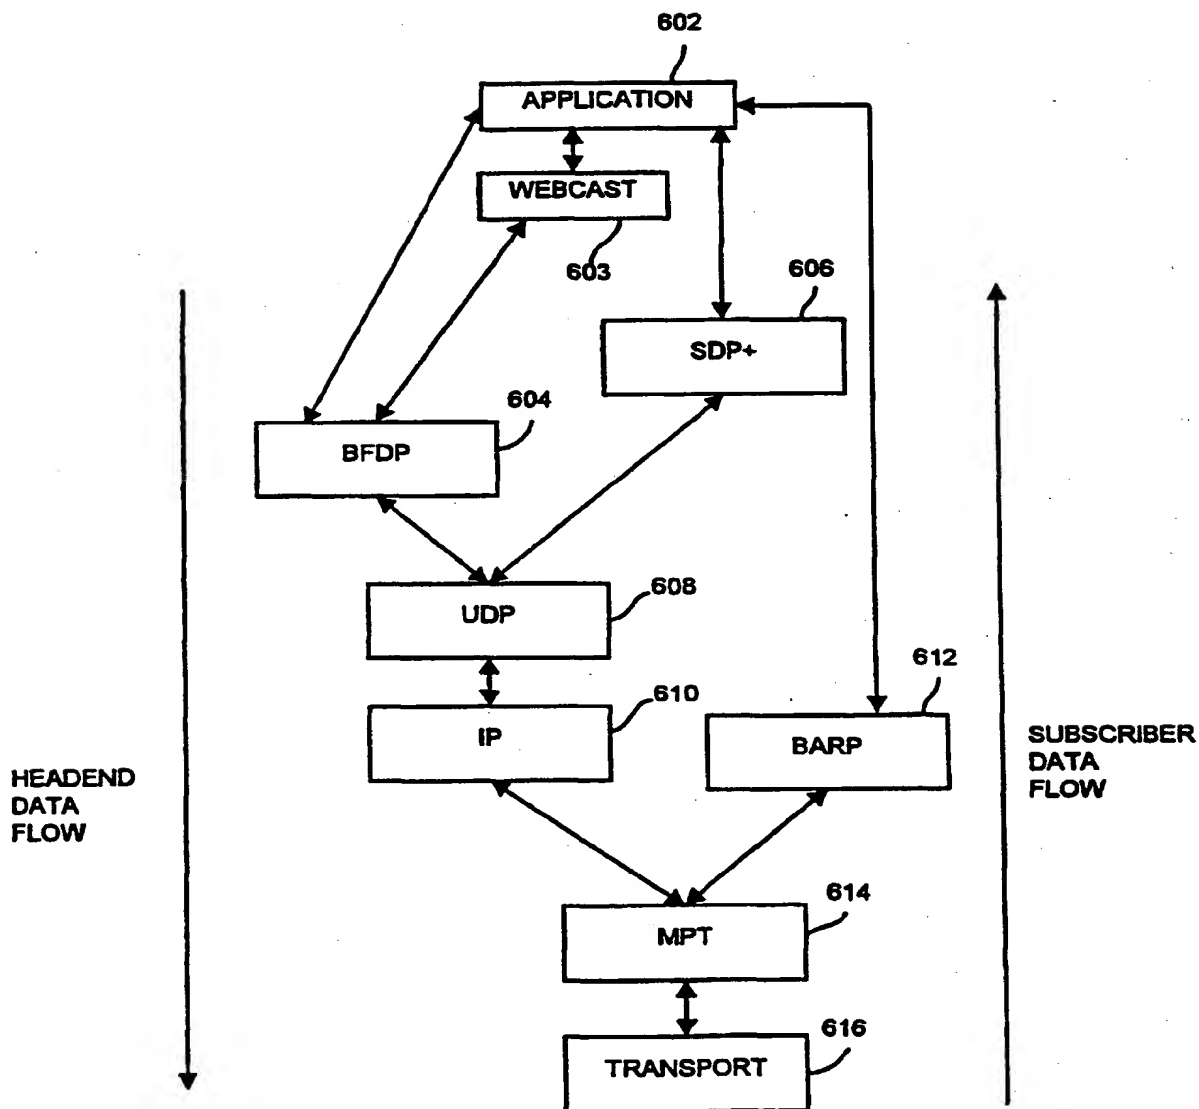 602
APPLICATION
WEBCAST
603
606
SDP+
604
BFDP
608
UDP
612
610
IP
BARP
SUBSCRIBER
DATA
FLOW
HEADEND
DATA
FLOW
614
MPT
616
TRANSPORT